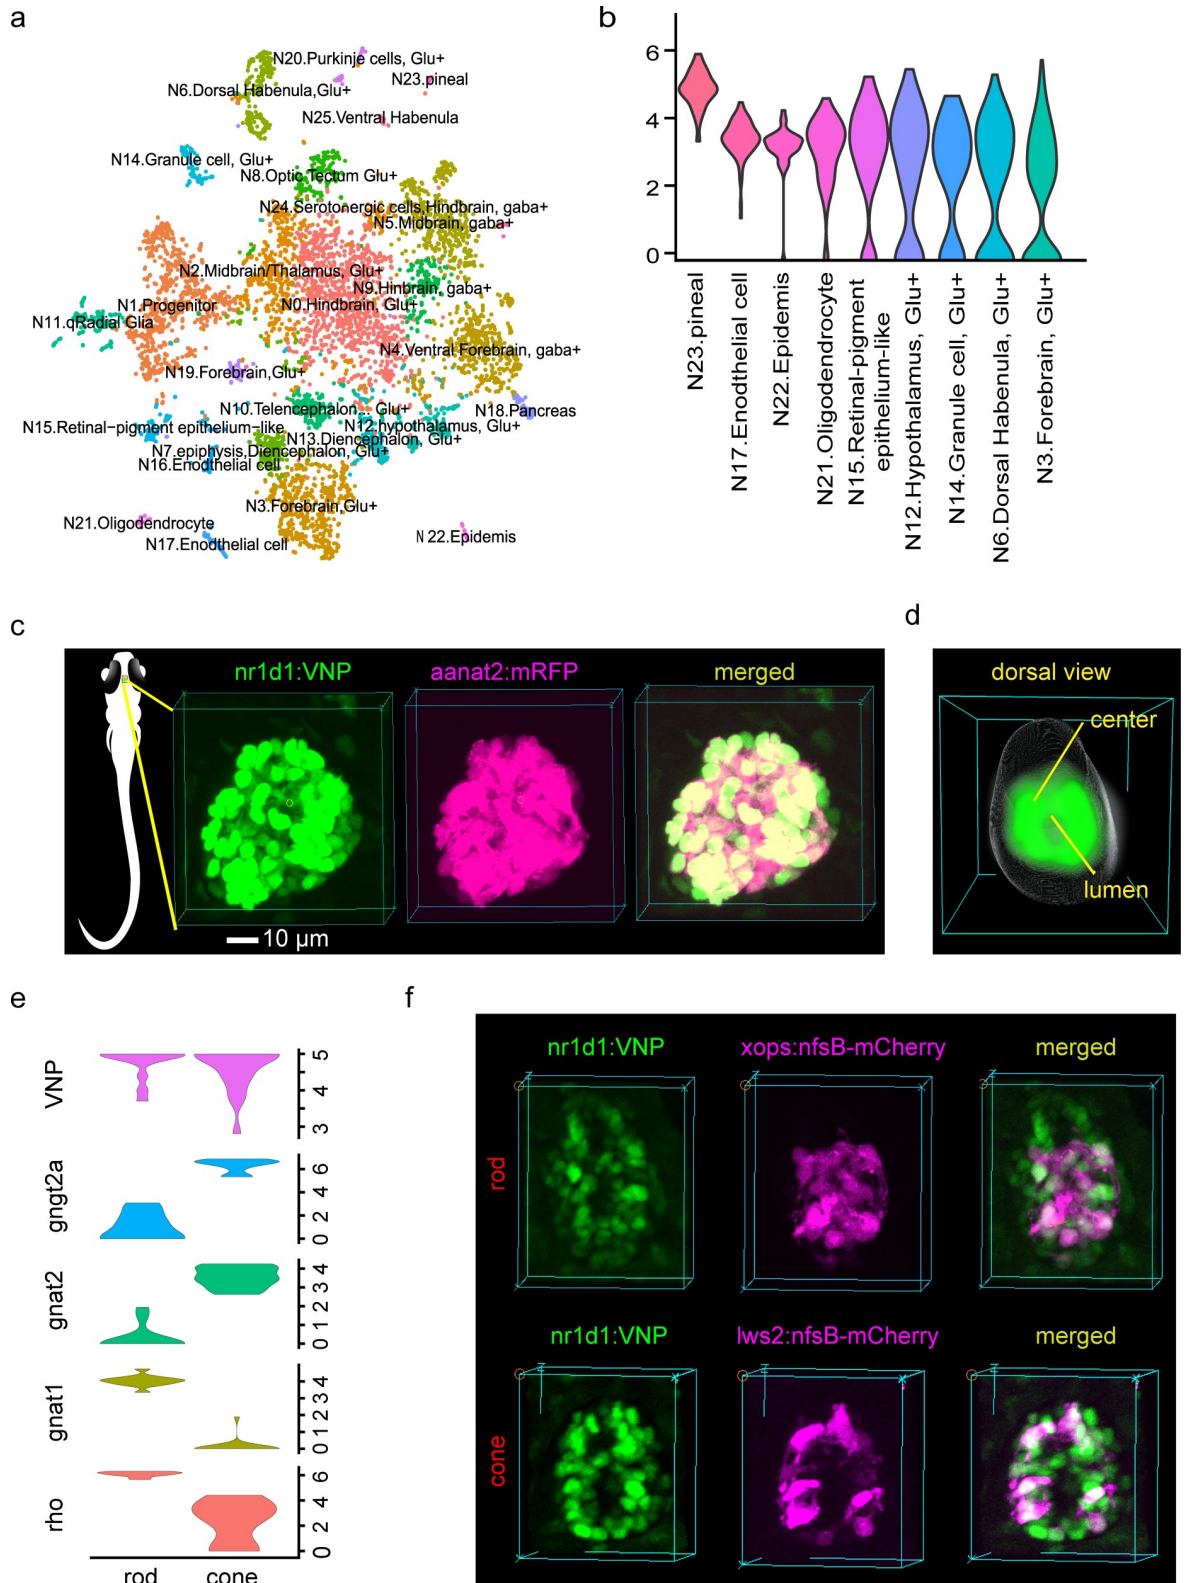 a
N20.Purkinje cells, Glu+
N23.pineal
N6.Dorsal Habenula,Glu+
N25.Ventral Habenula
N14.Granule cell, Glu+
N8.Optic Tectum Glu+
N24.Serotonergic cells,Hindbrain, gaba+
N5.Midbrain, gaba+
N2.Midbrain/Thalamus, Glu+
N9.Hinbrain, gaba+
N1.Progenitor
N0.Hindbrain, Glu+
N11.qRadial Glia
N4.Ventral Forebrain, gaba+
N19.Forebrain,Glu+
N10.Telencephalon... Glu+
N18.Pancreas
N15.Retinal-pigment epithelium-like
N12.hypothalamus, Glu+
N13.Diencephalon, Glu+
N7.epiphysis,Diencephalon, Glu+
N16.Enodthelial cell
N3.Forebrain,Glu+
N21.Oligodendrocyte
N17.Enodthelial cell
N 22.Epidemis
b
6
4
2
0
N23.pineal
N17.Enodthelial cell
N22.Epidemis
N21.Oligodendrocyte
N15.Retinal-pigment
epithelium-like
N12.Hypothalamus, Glu+
N14.Granule cell, Glu+
N6.Dorsal Habenula, Glu+
N3.Forebrain, Glu+
c
nr1d1:VNP
aanat2:mRFP
merged
10 µm
d
dorsal view
center
lumen
e
VNP
5
4
3
gngt2a
6
4
2
0
gnat2
34
2
1
0
gnat1
34
2
1
0
rho
6
4
2
0
rod cone
f
nr1d1:VNP xops:nfsB-mCherry merged
rod
nr1d1:VNP lws2:nfsB-mCherry merged
cone